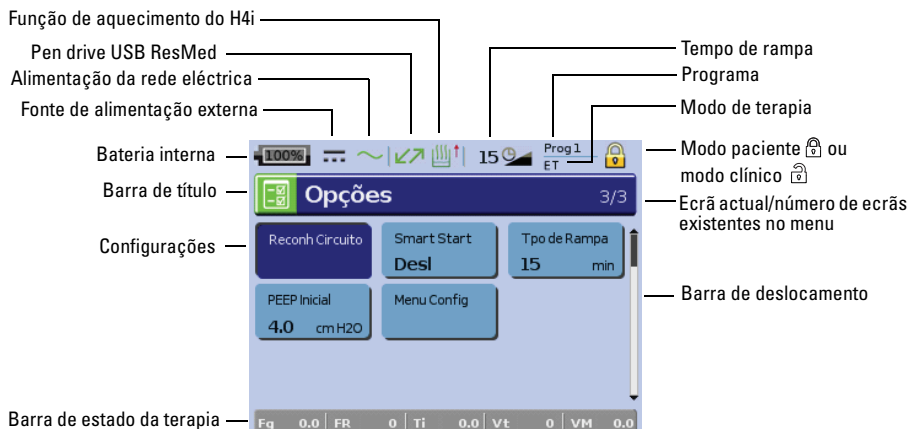 Função de aquecimento do H4i
Pen drive USB ResMed
Alimentação da rede eléctrica
Fonte de alimentação externa
Bateria interna
Barra de título
Configurações
Barra de estado da terapia
Tempo de rampa
Programa
Modo de terapia
Modo paciente ou
modo clínico
Ecrã actual/número de ecrãs
existentes no menu
Barra de deslocamento
100% 15 Prog1
ET
Opções 3/3
Reconh Circuito
Smart Start
Desl
Tpo de Rampa
15 min
PEEP Inicial
4.0 cmH2O
Menu Config
Fg 0.0 FR 0 Ti 0.0 Vt 0 VM 0.0